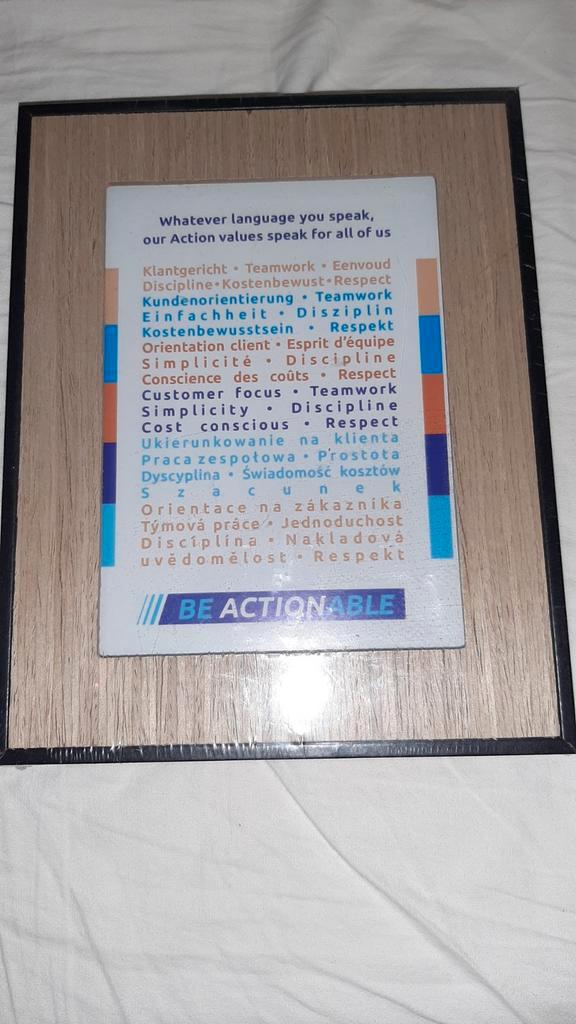 Whatever language you speak,
our Action values speak for all of us
Klantgericht • Teamwork • Eenvoud
Discipline • Kostenbewust • Respect
Kundenorientierung • Teamwork
Einfachheit • Disziplin
Kostenbewusstsein • Respekt
Orientation client • Esprit d'équipe
Simplicité • Discipline
Conscience des coûts • Respect
Customer focus • Teamwork
Simplicity • Discipline
Cost conscious • Respect
Ukierunkowanie na klienta
Praca zespołowa • Prostota
Dyscyplina • Świadomość kosztów
Szacunek
Orientace na zákazníka
Týmová práce • Jednoduchost
Disciplína • Nakladová
uvědomělost • Respekt
BE ACTIONABLE